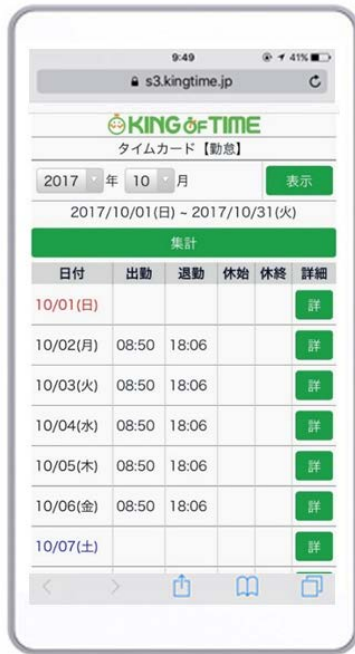 9:49 41%
s3.kingtime.jp
KING OF TIME
タイムカード【勤怠】
2017 年 10 月 表示
2017/10/01(日) ~ 2017/10/31(火)
集計
日付 出勤 退勤 休始 休終 詳細
10/01(日) 詳
10/02(月) 08:50 18:06 詳
10/03(火) 08:50 18:06 詳
10/04(水) 08:50 18:06 詳
10/05(木) 08:50 18:06 詳
10/06(金) 08:50 18:06 詳
10/07(土) 詳